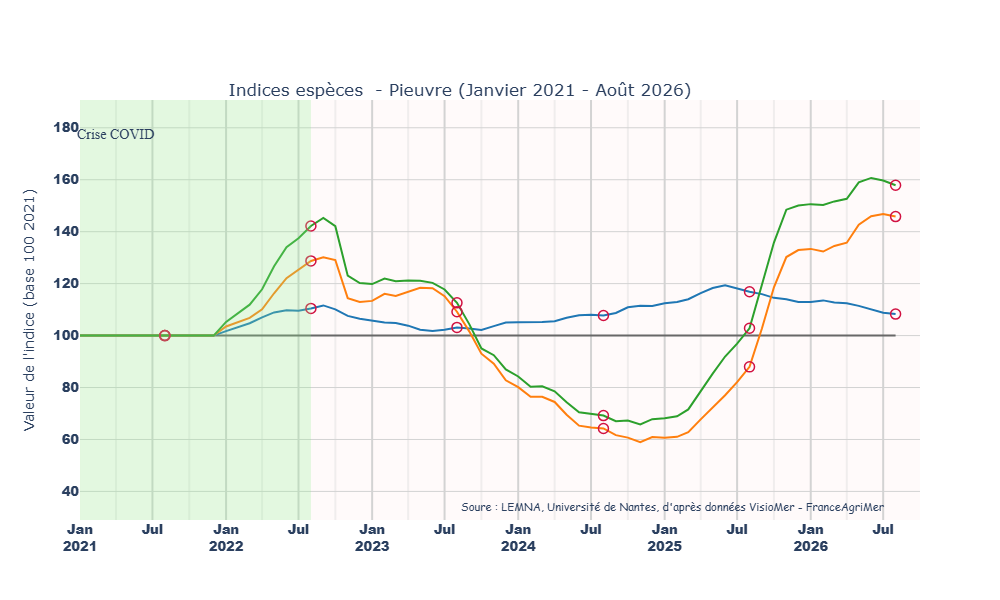 Indices espèces - Pieuvre (Janvier 2021 - Août 2026)
Valeur de l'Indice (base 100 2021)
180
Crise COVID
160
140
120
100
80
60
40
Soure : LEMNA, Université de Nantes, d'après données VisioMer - FranceAgriMer
Jan Jul Jan Jul Jan Jul Jan Jul Jan Jul Jan Jul
2021 2022 2023 2024 2025 2026